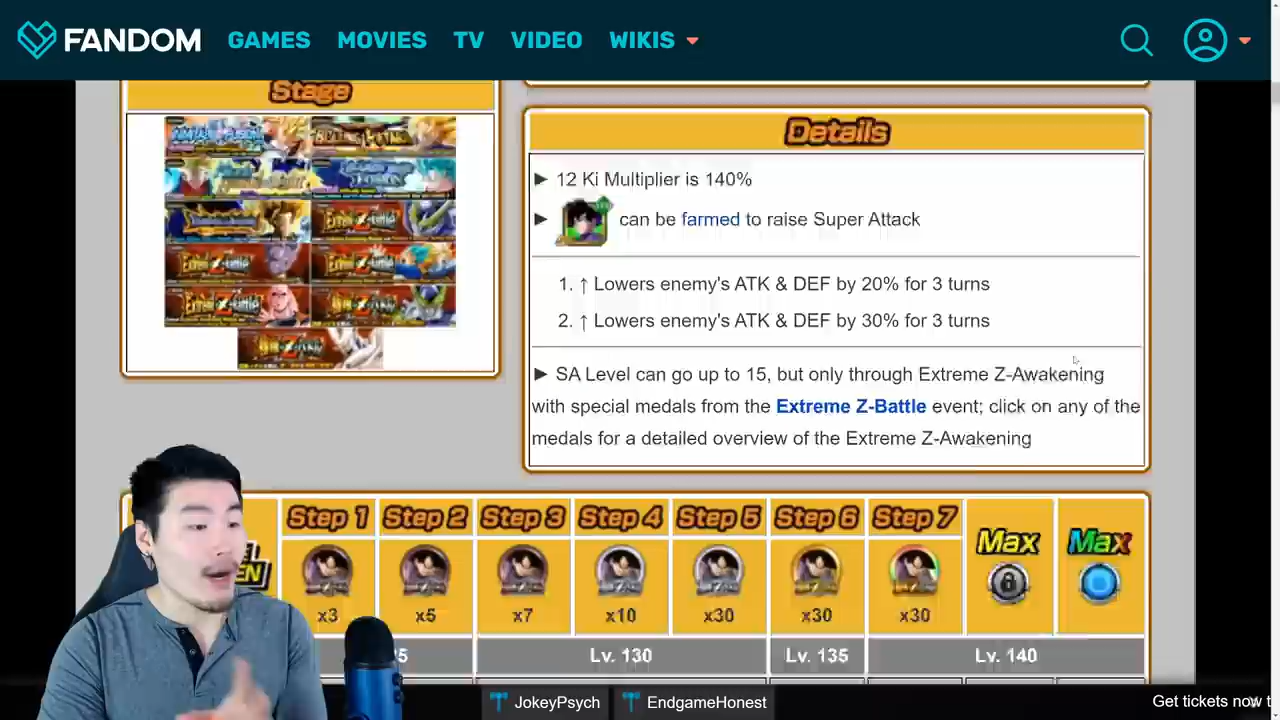 FANDOM GAMES MOVIES TV VIDEO WIKIS
Stage
Details
► 12 Ki Multiplier is 140%
► can be farmed to raise Super Attack
1. ↑ Lowers enemy's ATK & DEF by 20% for 3 turns
2. ↑ Lowers enemy's ATK & DEF by 30% for 3 turns
► SA Level can go up to 15, but only through Extreme Z-Awakening
with special medals from the Extreme Z-Battle event; click on any of the
medals for a detailed overview of the Extreme Z-Awakening
Step 1 Step 2 Step 3 Step 4 Step 5 Step 6 Step 7 Max Max
x3 x5 x7 x10 x30 x30 x30
Lv. 130 Lv. 135 Lv. 140
JokeyPsych EndgameHonest
Get tickets now t